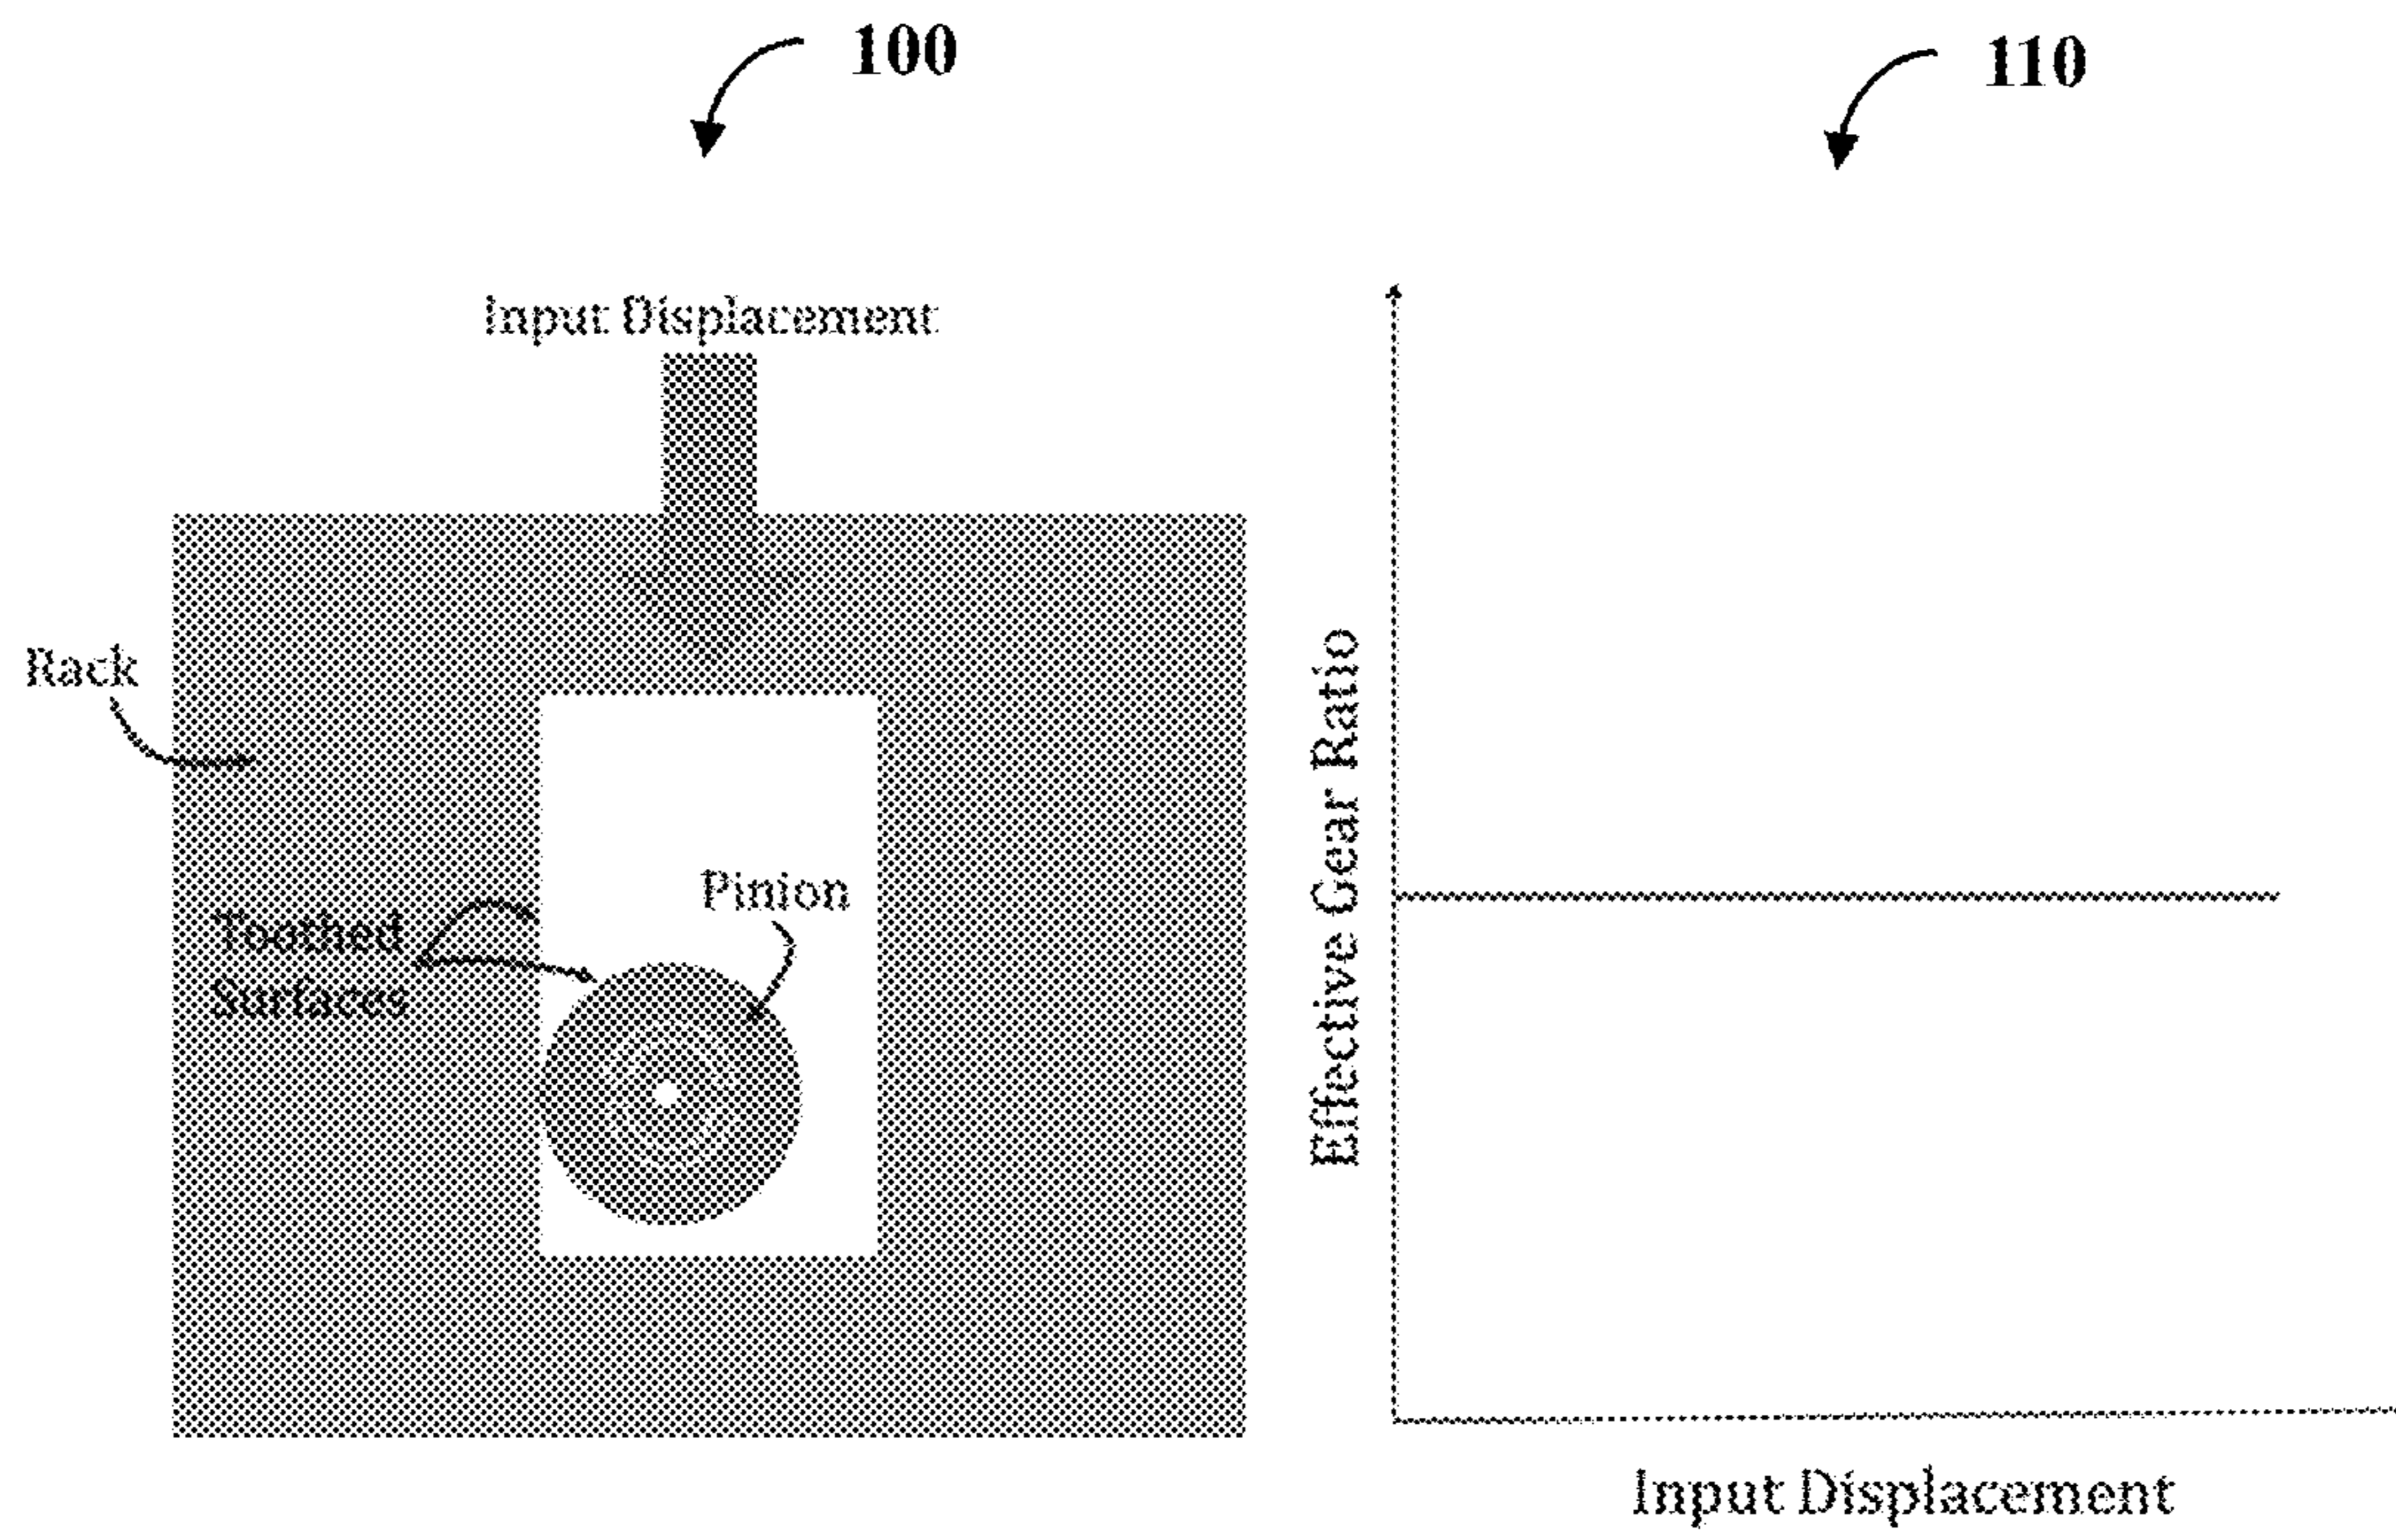 100
110
Input Displacement
Rack
Pinion
Toothed
Surfaces
Effective Gear Ratio
Input Displacement